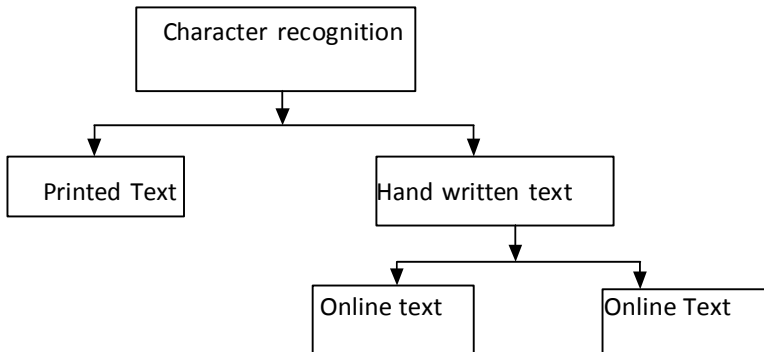 Character recognition
Printed Text
Hand written text
Online text
Online Text